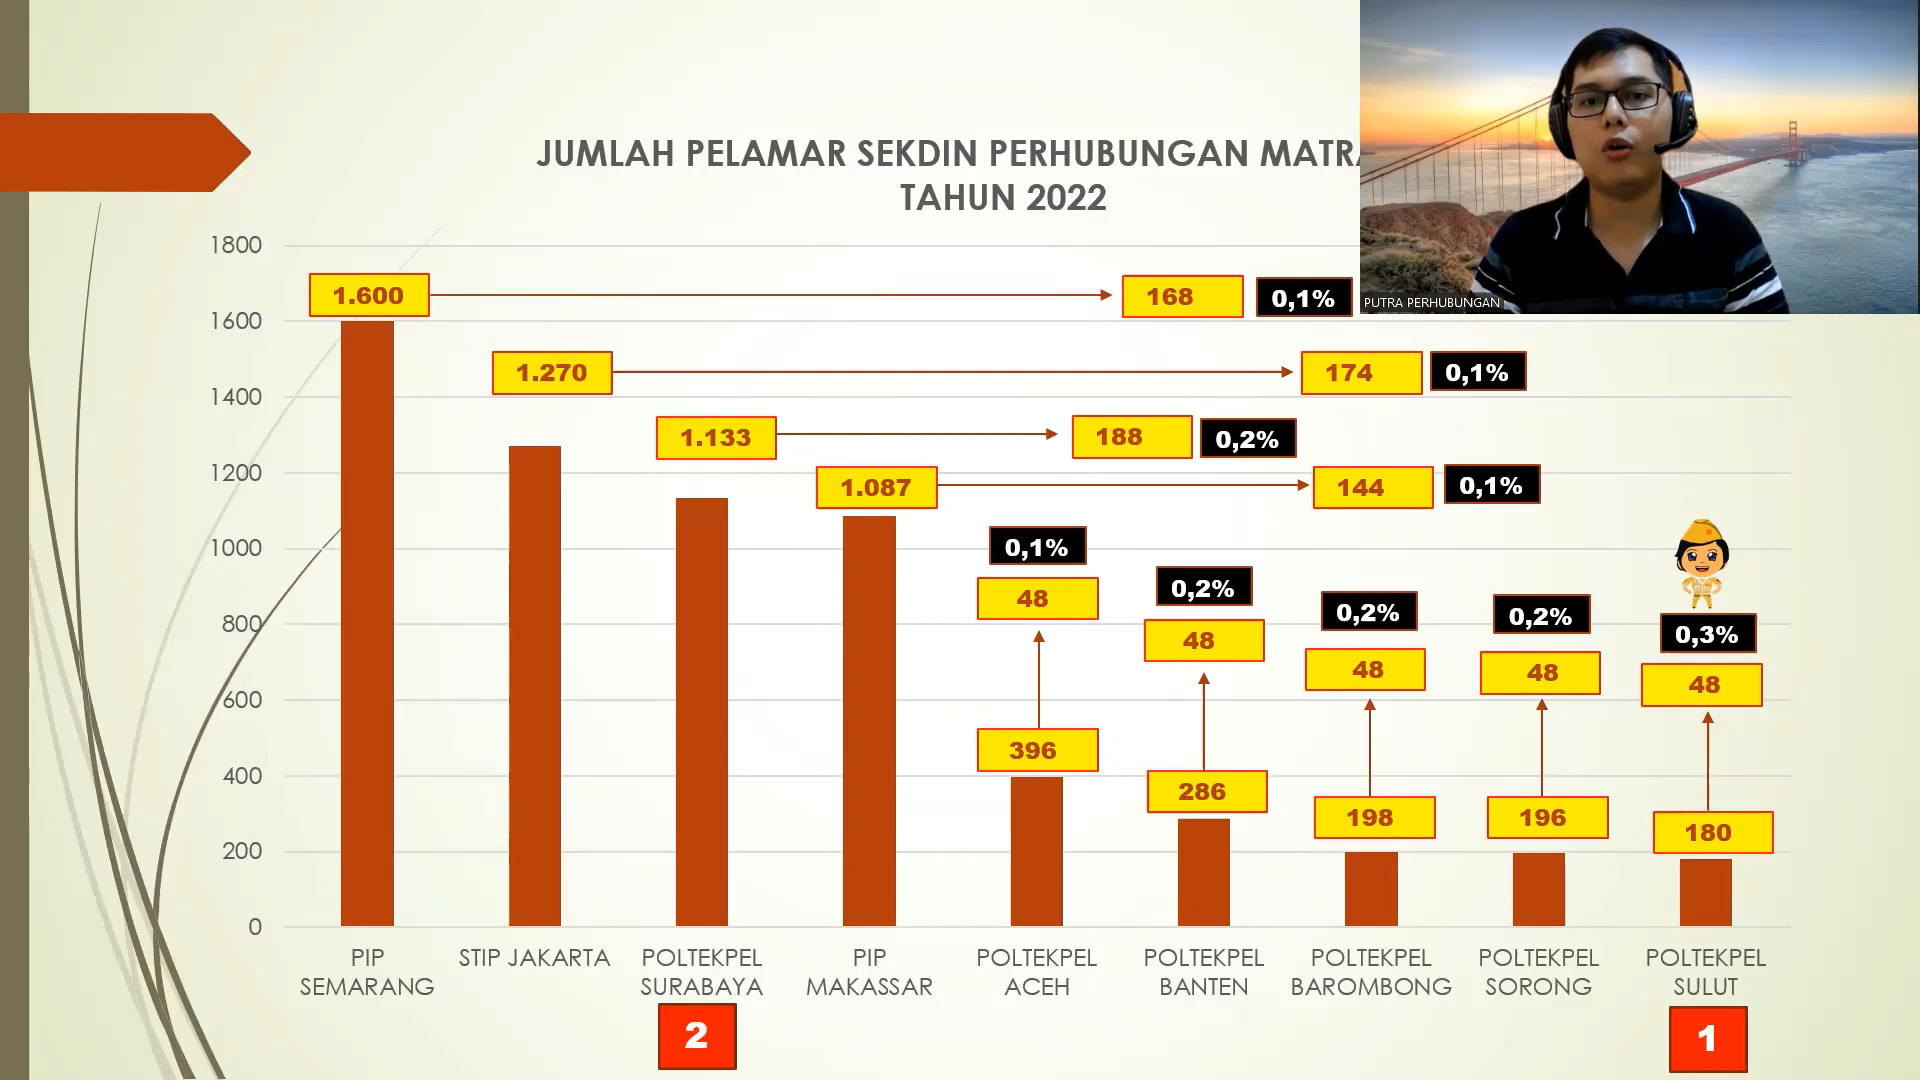 JUMLAH PELAMAR SEKDIN PERHUBUNGAN
TAHUN 2022
PUTRA PERHUBUNGAN
1800
1600
1400
1200
1000
800
600
400
200
0
1.600
168
0,1%
1.270
174
0,1%
1.133
188
0,2%
1.087
144
0,1%
0,1%
48
396
0,2%
48
286
0,2%
48
198
0,2%
48
196
0,3%
48
180
PIP
SEMARANG
STIP JAKARTA
POLTEKPEL
SURABAYA
PIP
MAKASSAR
POLTEKPEL
ACEH
POLTEKPEL
BANTEN
POLTEKPEL
BAROMBONG
POLTEKPEL
SORONG
POLTEKPEL
SULUT
2
1